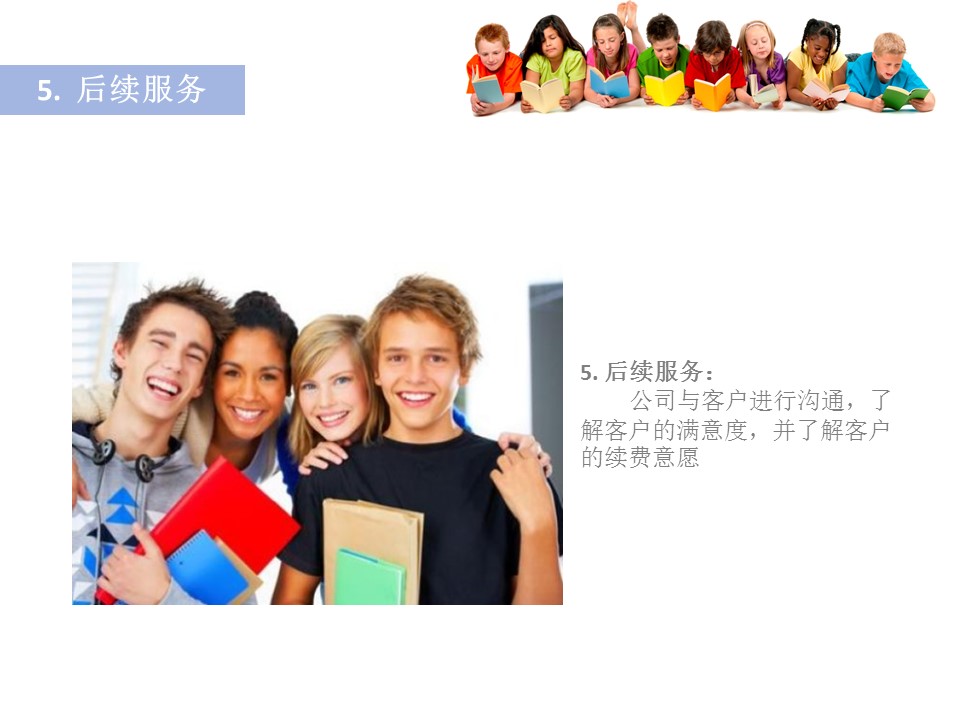 5. 后续服务
5. 后续服务：
公司与客户进行沟通，了
解客户的满意度，并了解客户
的续费意愿